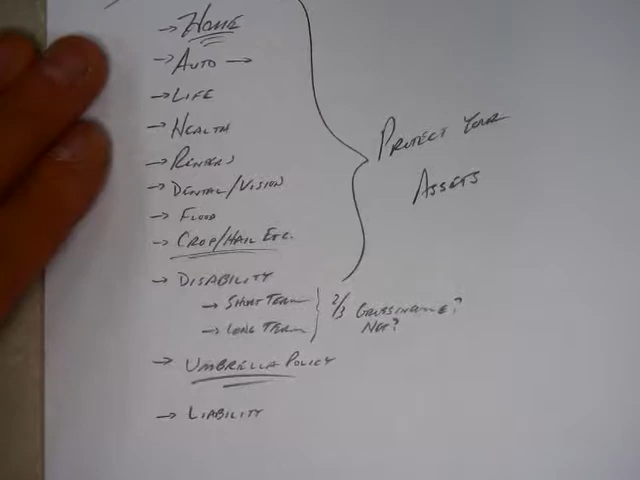 → Home
→ Auto →
→ Life
→ Health
→ Renters
→ Dental/Vision
→ Flood
→ Crop/Hail Etc.
Protect Your
Assets
→ Disability
→ Short Term
→ Long Term
2/3 Gross income?
Net?
→ Umbrella Policy
→ Liability